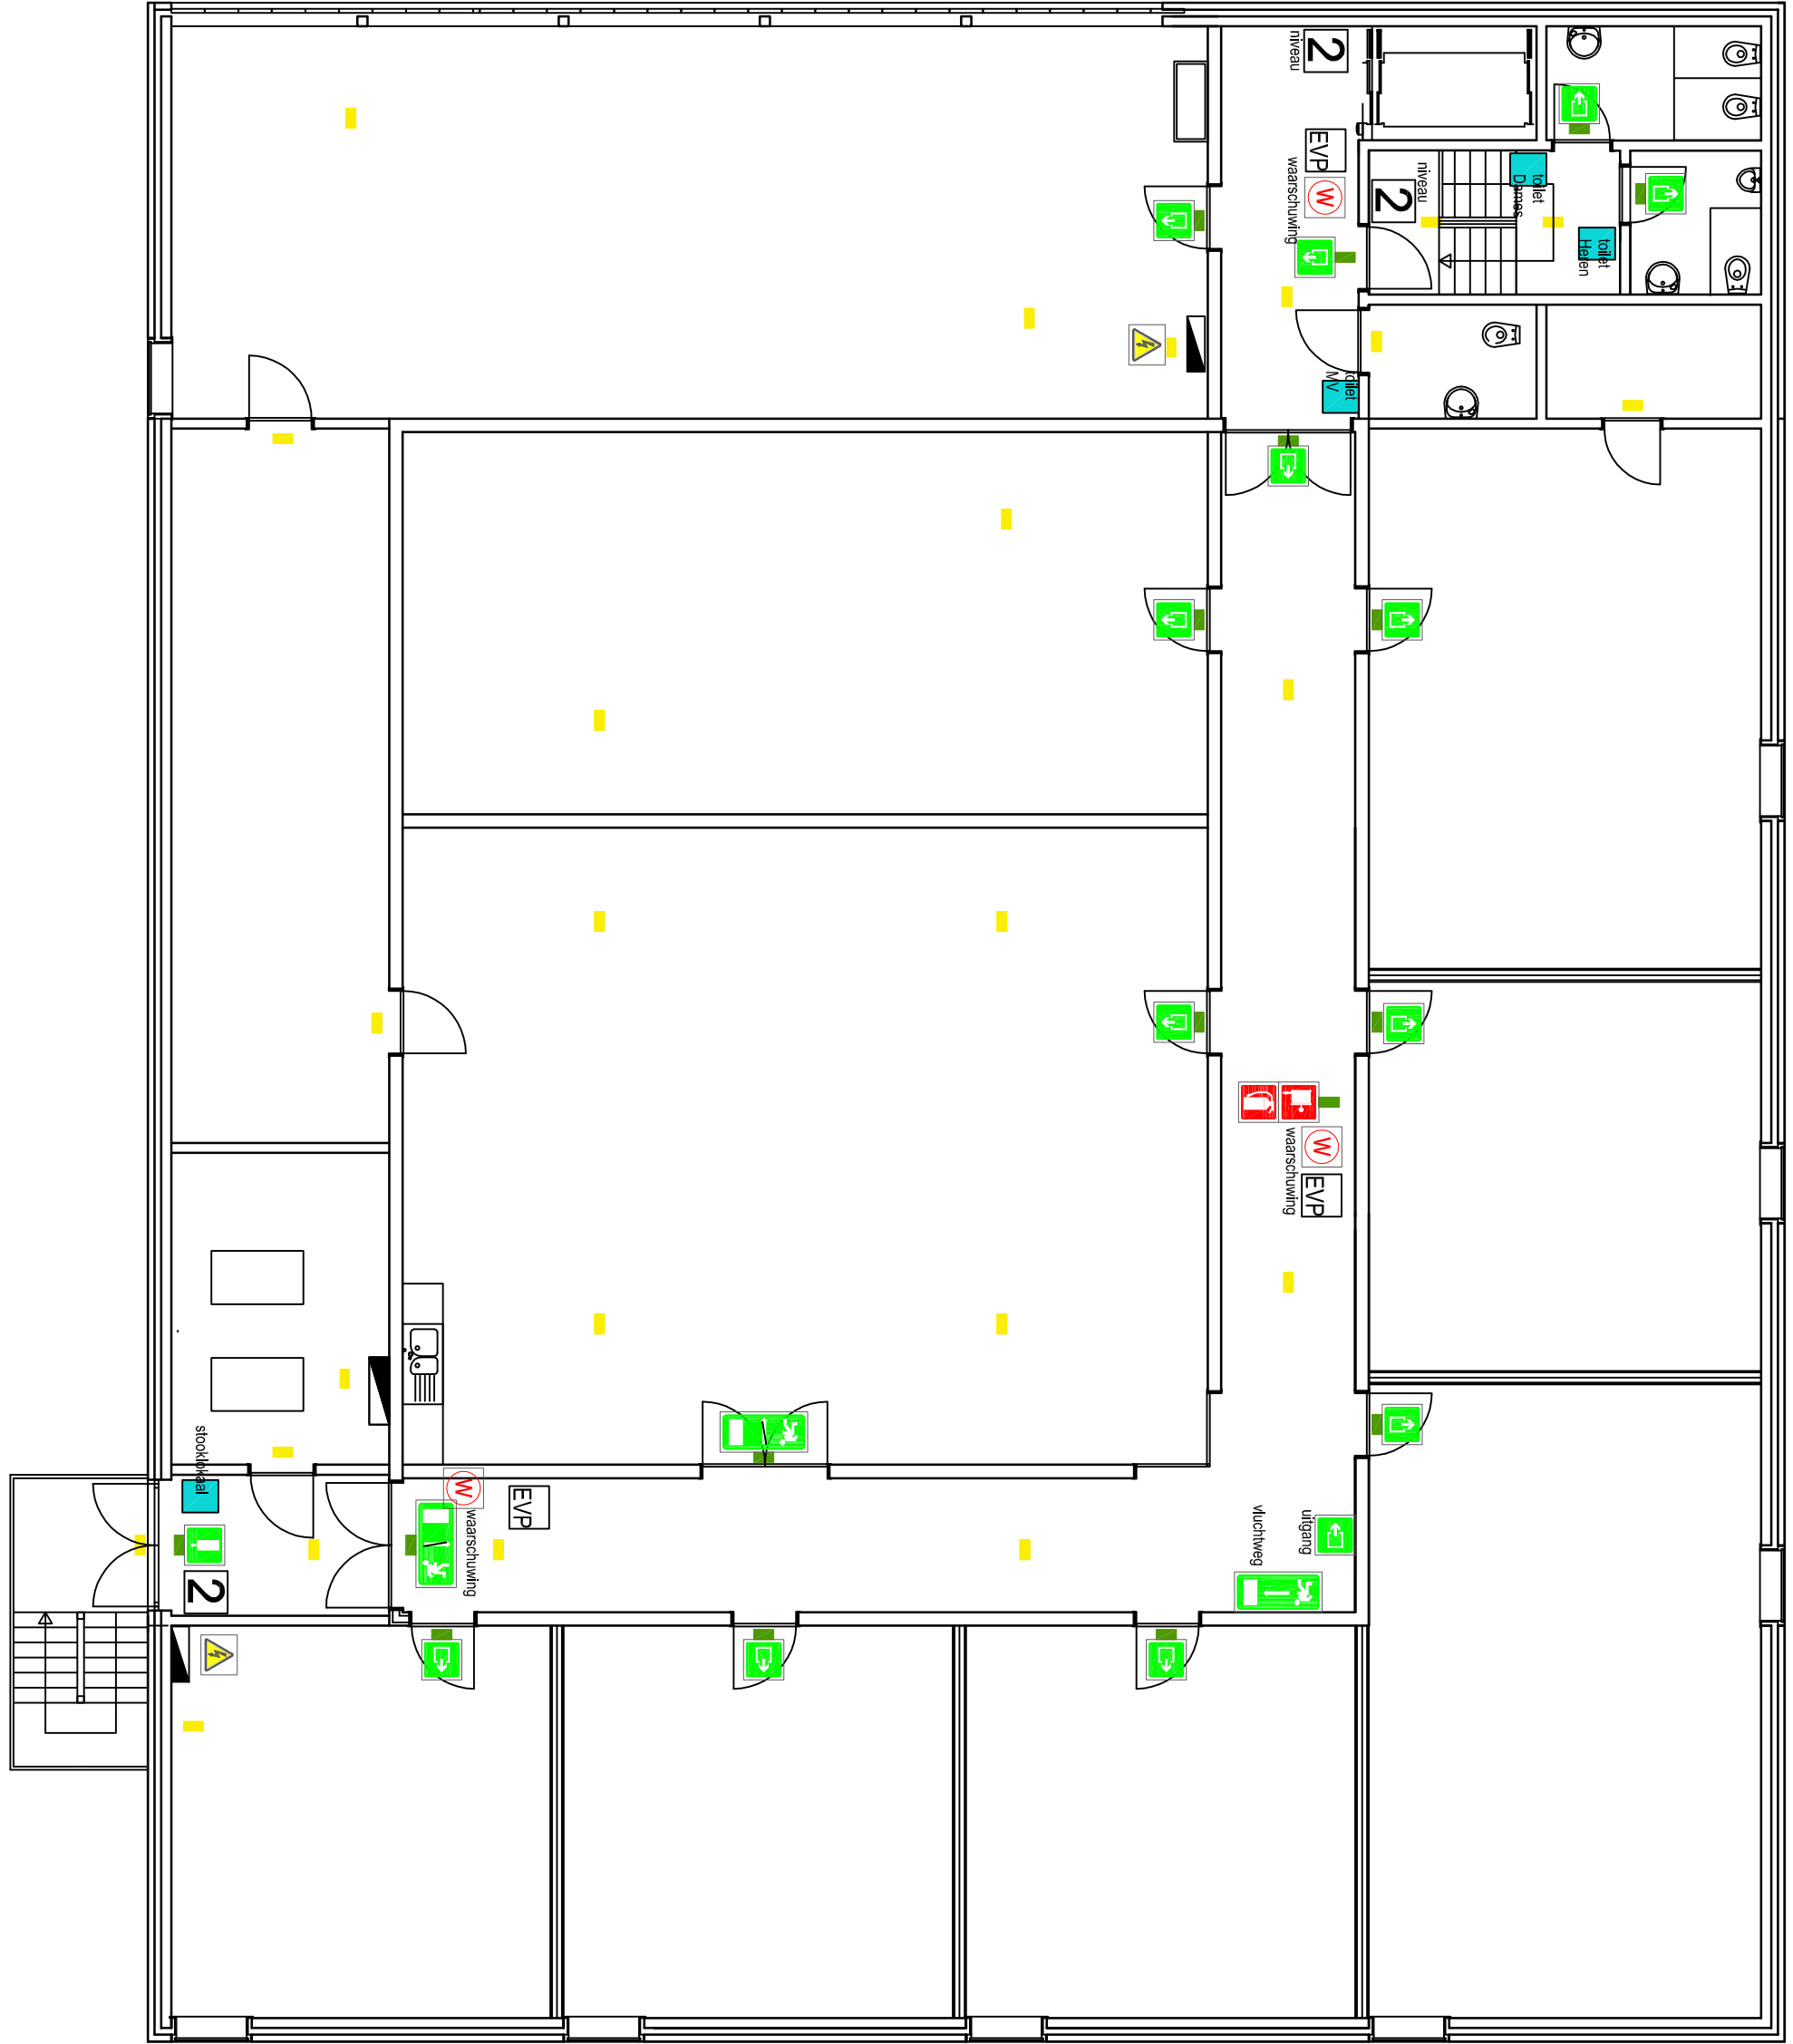 2
niveau
EVP
W
waarschuwing
2
niveau
toilet
Dames
toilet
Heren
toilet
MV
W
waarschuwing
EVP
stooklokaal
2
W
waarschuwing
EVP
vluchtweg
uitgang